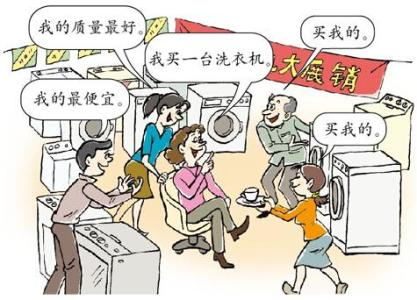 我的质量最好。
买我的。
我买一台洗衣机。
大展销
我的最便宜。
买我的。